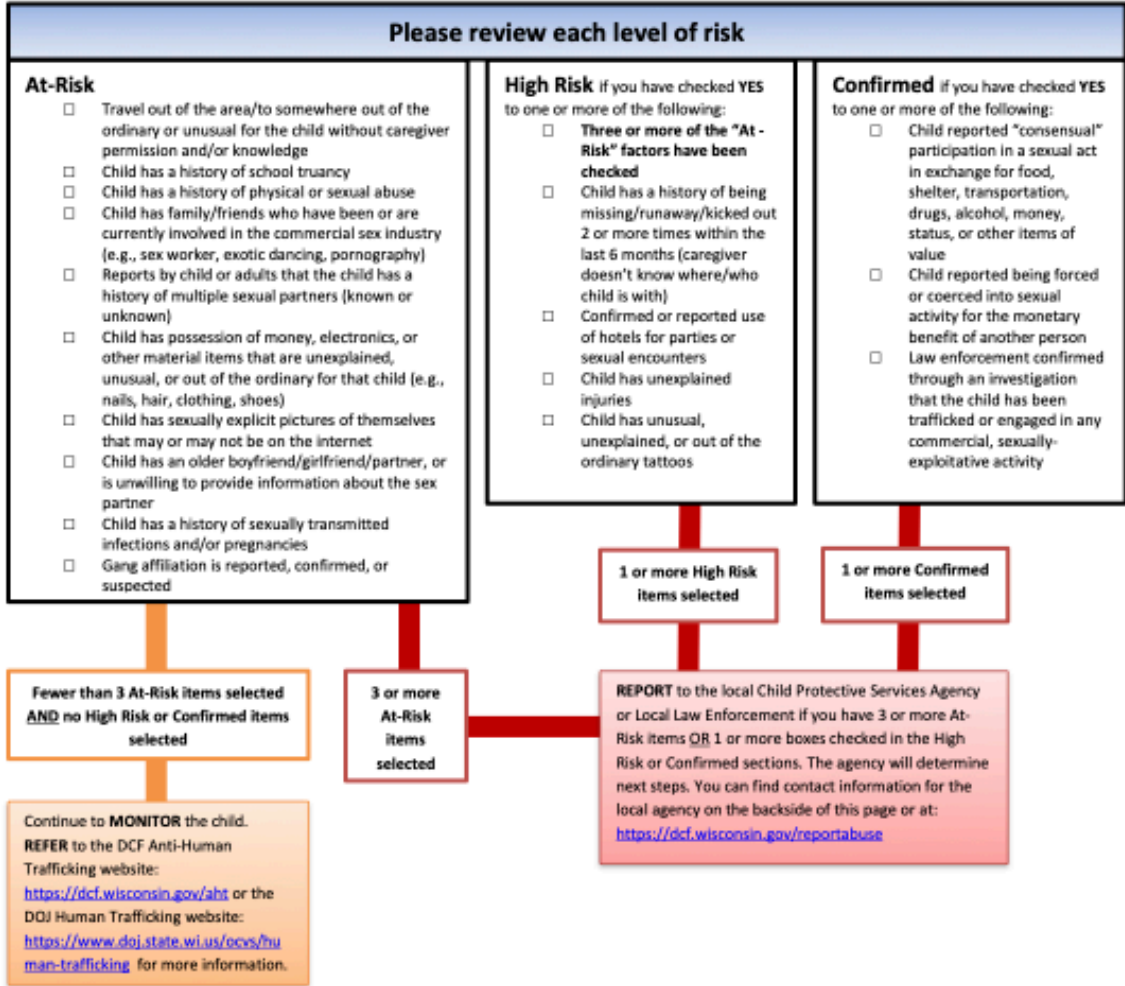 Please review each level of risk
At-Risk
☐ Travel out of the area/to somewhere out of the
ordinary or unusual for the child without caregiver
permission and/or knowledge
☐ Child has a history of school truancy
☐ Child has a history of physical or sexual abuse
☐ Child has family/friends who have been or are
currently involved in the commercial sex industry
(e.g., sex worker, exotic dancing, pornography)
☐ Reports by child or adults that the child has a
history of multiple sexual partners (known or
unknown)
☐ Child has possession of money, electronics, or
other material items that are unexplained,
unusual, or out of the ordinary for that child (e.g.,
nails, hair, clothing, shoes)
☐ Child has sexually explicit pictures of themselves
that may or may not be on the internet
☐ Child has an older boyfriend/girlfriend/partner, or
is unwilling to provide information about the sex
partner
☐ Child has a history of sexually transmitted
infections and/or pregnancies
☐ Gang affiliation is reported, confirmed, or
suspected
High Risk if you have checked YES
to one or more of the following:
☐ Three or more of the "At -
Risk" factors have been
checked
☐ Child has a history of being
missing/runaway/kicked out
2 or more times within the
last 6 months (caregiver
doesn't know where/who
child is with)
☐ Confirmed or reported use
of hotels for parties or
sexual encounters
☐ Child has unexplained
injuries
☐ Child has unusual,
unexplained, or out of the
ordinary tattoos
Confirmed if you have checked YES
to one or more of the following:
☐ Child reported "consensual"
participation in a sexual act
in exchange for food,
shelter, transportation,
drugs, alcohol, money,
status, or other items of
value
☐ Child reported being forced
or coerced into sexual
activity for the monetary
benefit of another person
☐ Law enforcement confirmed
through an investigation
that the child has been
trafficked or engaged in any
commercial, sexually-
exploitative activity
1 or more High Risk
items selected
1 or more Confirmed
items selected
Fewer than 3 At-Risk items selected
AND no High Risk or Confirmed items
selected
3 or more
At-Risk
items
selected
REPORT to the local Child Protective Services Agency
or Local Law Enforcement if you have 3 or more At-
Risk items OR 1 or more boxes checked in the High
Risk or Confirmed sections. The agency will determine
next steps. You can find contact information for the
local agency on the backside of this page or at:
https://dcf.wisconsin.gov/reportabuse
Continue to MONITOR the child.
REFER to the DCF Anti-Human
Trafficking website:
https://dcf.wisconsin.gov/aht or the
DOJ Human Trafficking website:
https://www.doj.state.wi.us/ocvs/hu
man-trafficking for more information.